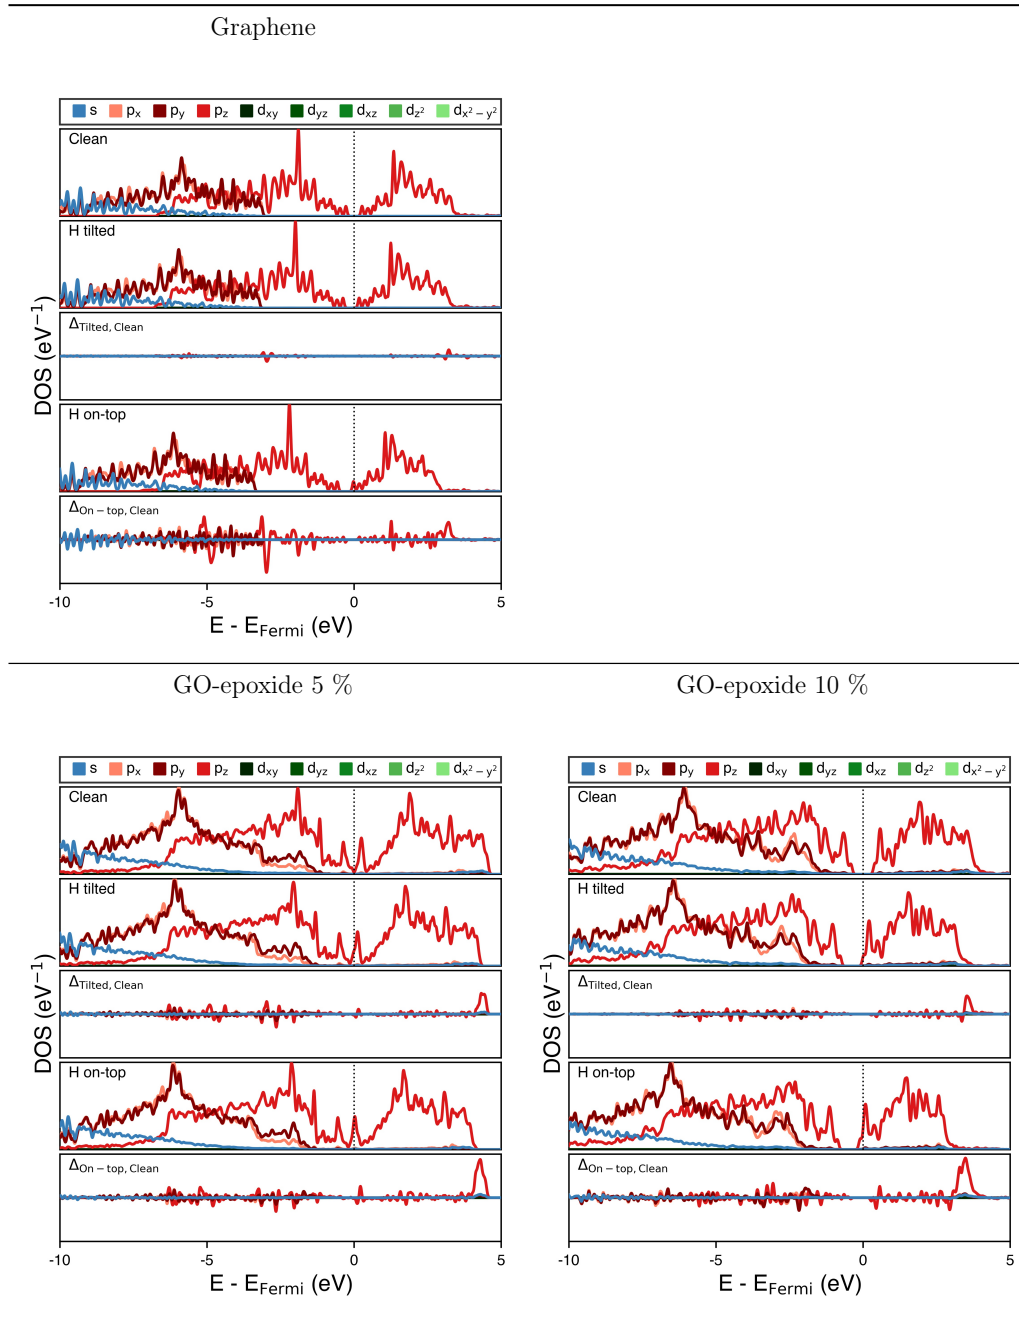 Graphene
s pₓ p_y p_z d_xy d_yz d_xz d_z² d_x²−y²
Clean
H tilted
Δ_Tilted, Clean
H on-top
Δ_On−top, Clean
DOS (eV⁻¹)
-10 -5 0 5
E - E_Fermi (eV)
GO-epoxide 5 %
s pₓ p_y p_z d_xy d_yz d_xz d_z² d_x²−y²
Clean
H tilted
Δ_Tilted, Clean
H on-top
Δ_On−top, Clean
DOS (eV⁻¹)
-10 -5 0 5
E - E_Fermi (eV)
GO-epoxide 10 %
s pₓ p_y p_z d_xy d_yz d_xz d_z² d_x²−y²
Clean
H tilted
Δ_Tilted, Clean
H on-top
Δ_On−top, Clean
DOS (eV⁻¹)
-10 -5 0 5
E - E_Fermi (eV)